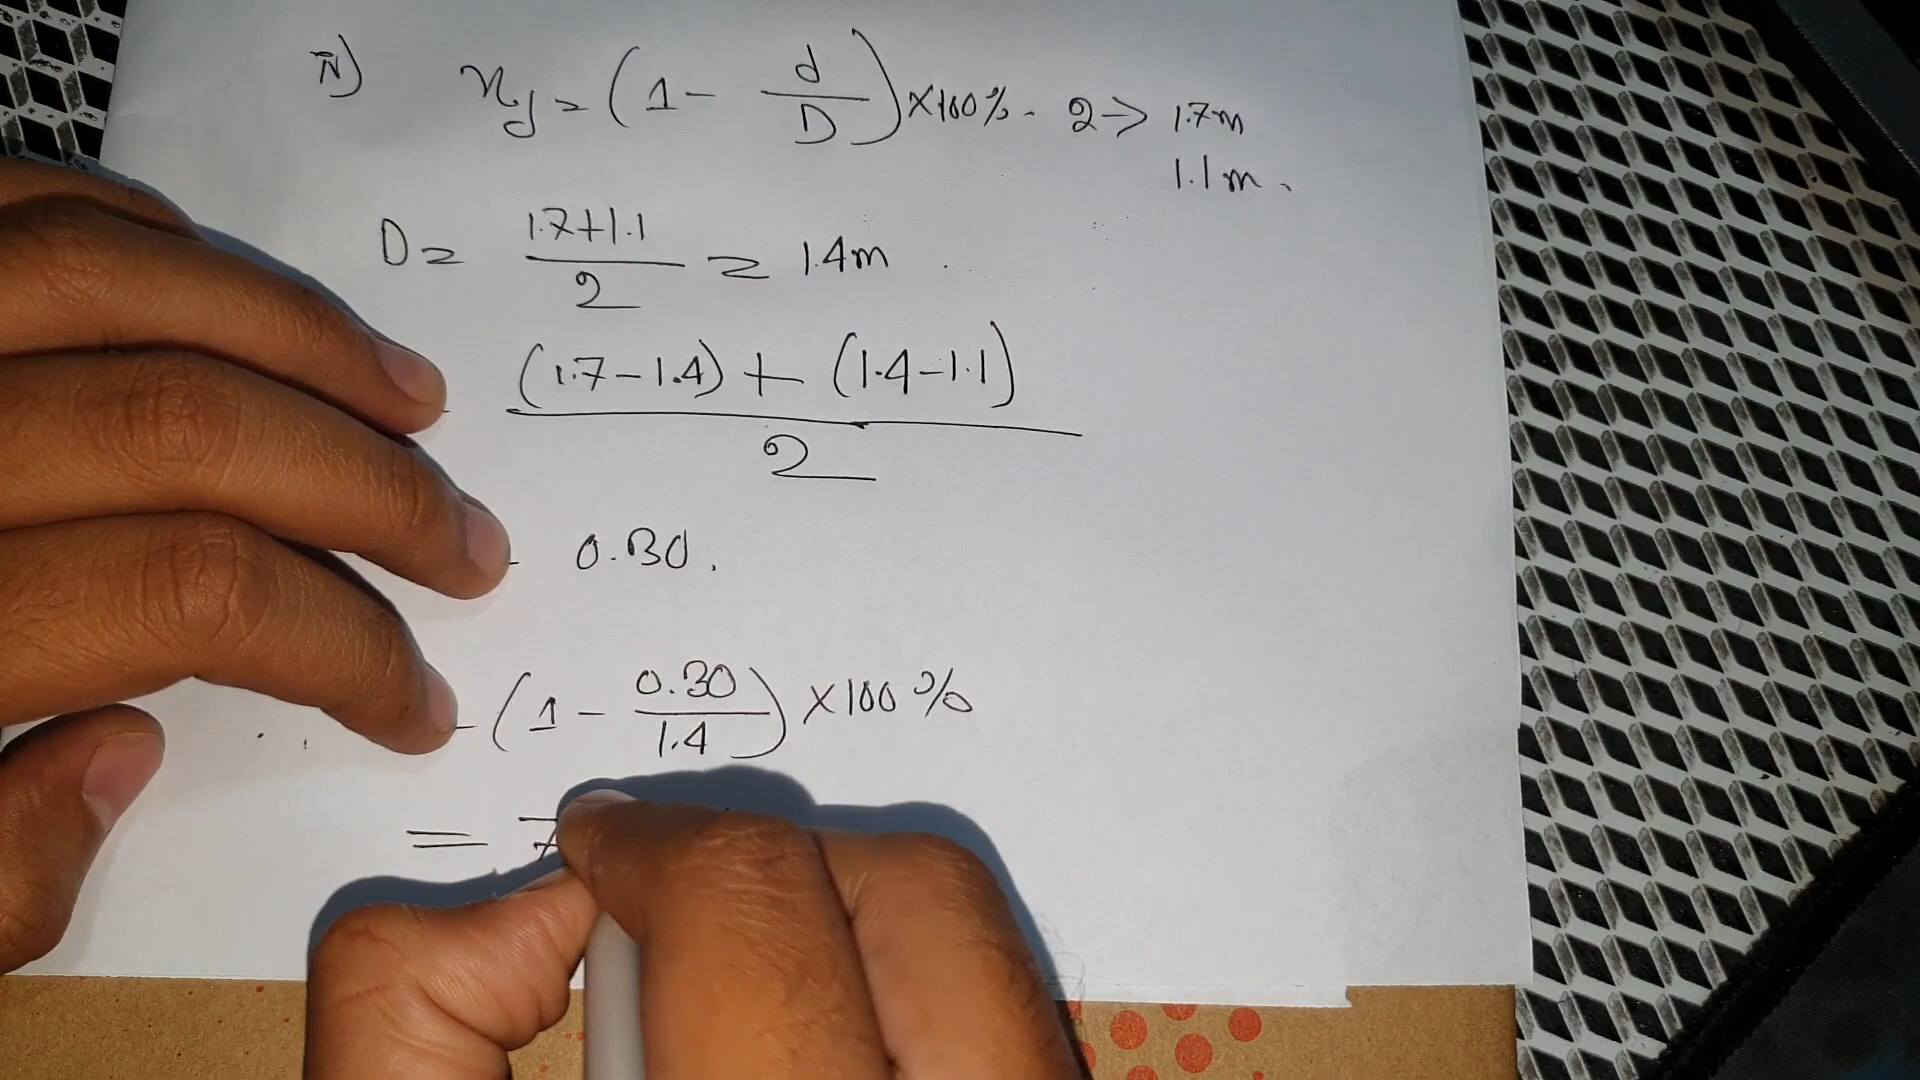 iv) ηd = (1 - d/D) ×100%. 2 -> 1.7m
1.1m.
D = (1.7+1.1)/2 = 1.4m
((1.7-1.4) + (1.4-1.1))/2
0.30.
- (1 - 0.30/1.4) ×100%
= 7